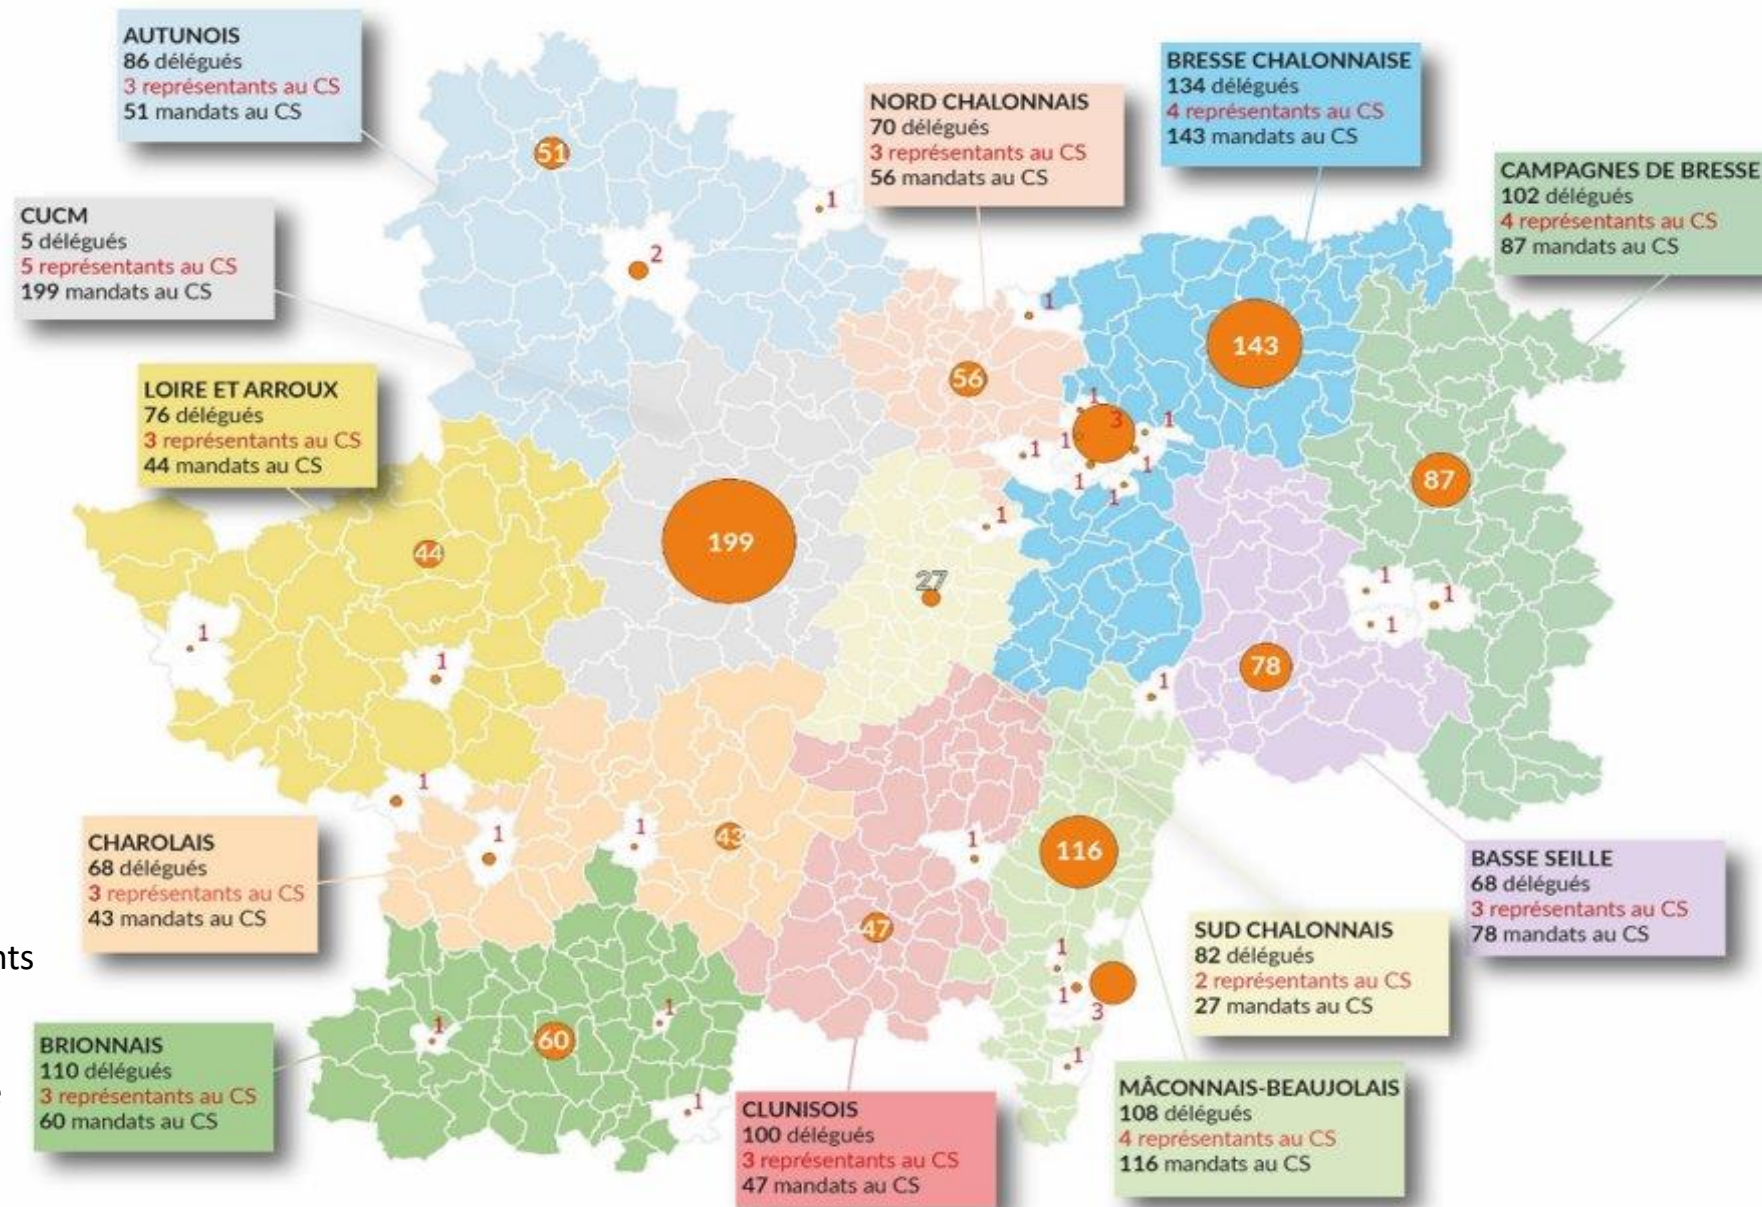 AUTUNOIS
86 délégués
3 représentants au CS
51 mandats au CS
BRESSE CHALONNAISE
134 délégués
4 représentants au CS
143 mandats au CS
NORD CHALONNAIS
70 délégués
3 représentants au CS
56 mandats au CS
CAMPAGNES DE BRESSE
102 délégués
4 représentants au CS
87 mandats au CS
CUCM
5 délégués
5 représentants au CS
199 mandats au CS
LOIRE ET ARROUX
76 délégués
3 représentants au CS
44 mandats au CS
51
1
2
1
143
56
1
3
1
1
1
1
1
1
87
199
44
1
27
1
1
1
1
1
78
1
1
CHAROLAIS
68 délégués
3 représentants au CS
43 mandats au CS
1
1
43
1
116
BASSE SEILLE
68 délégués
3 représentants au CS
78 mandats au CS
SUD CHALONNAIS
82 délégués
2 représentants au CS
27 mandats au CS
47
1
1
3
1
nts
BRIONNAIS
110 délégués
3 représentants au CS
60 mandats au CS
1
60
1
1
CLUNISOIS
100 délégués
3 représentants au CS
47 mandats au CS
MÂCONNAIS-BEAUJOLAIS
108 délégués
4 représentants au CS
116 mandats au CS